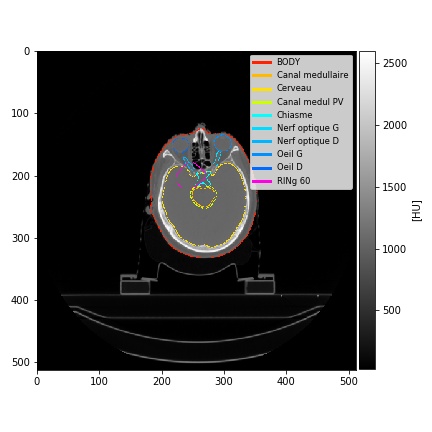 BODY
Canal medullaire
Cerveau
Canal medul PV
Chiasme
Nerf optique G
Nerf optique D
Oeil G
Oeil D
RINg 60
0
100
200
300
400
500
0
100
200
300
400
500
2500
2000
1500
1000
500
[HU]